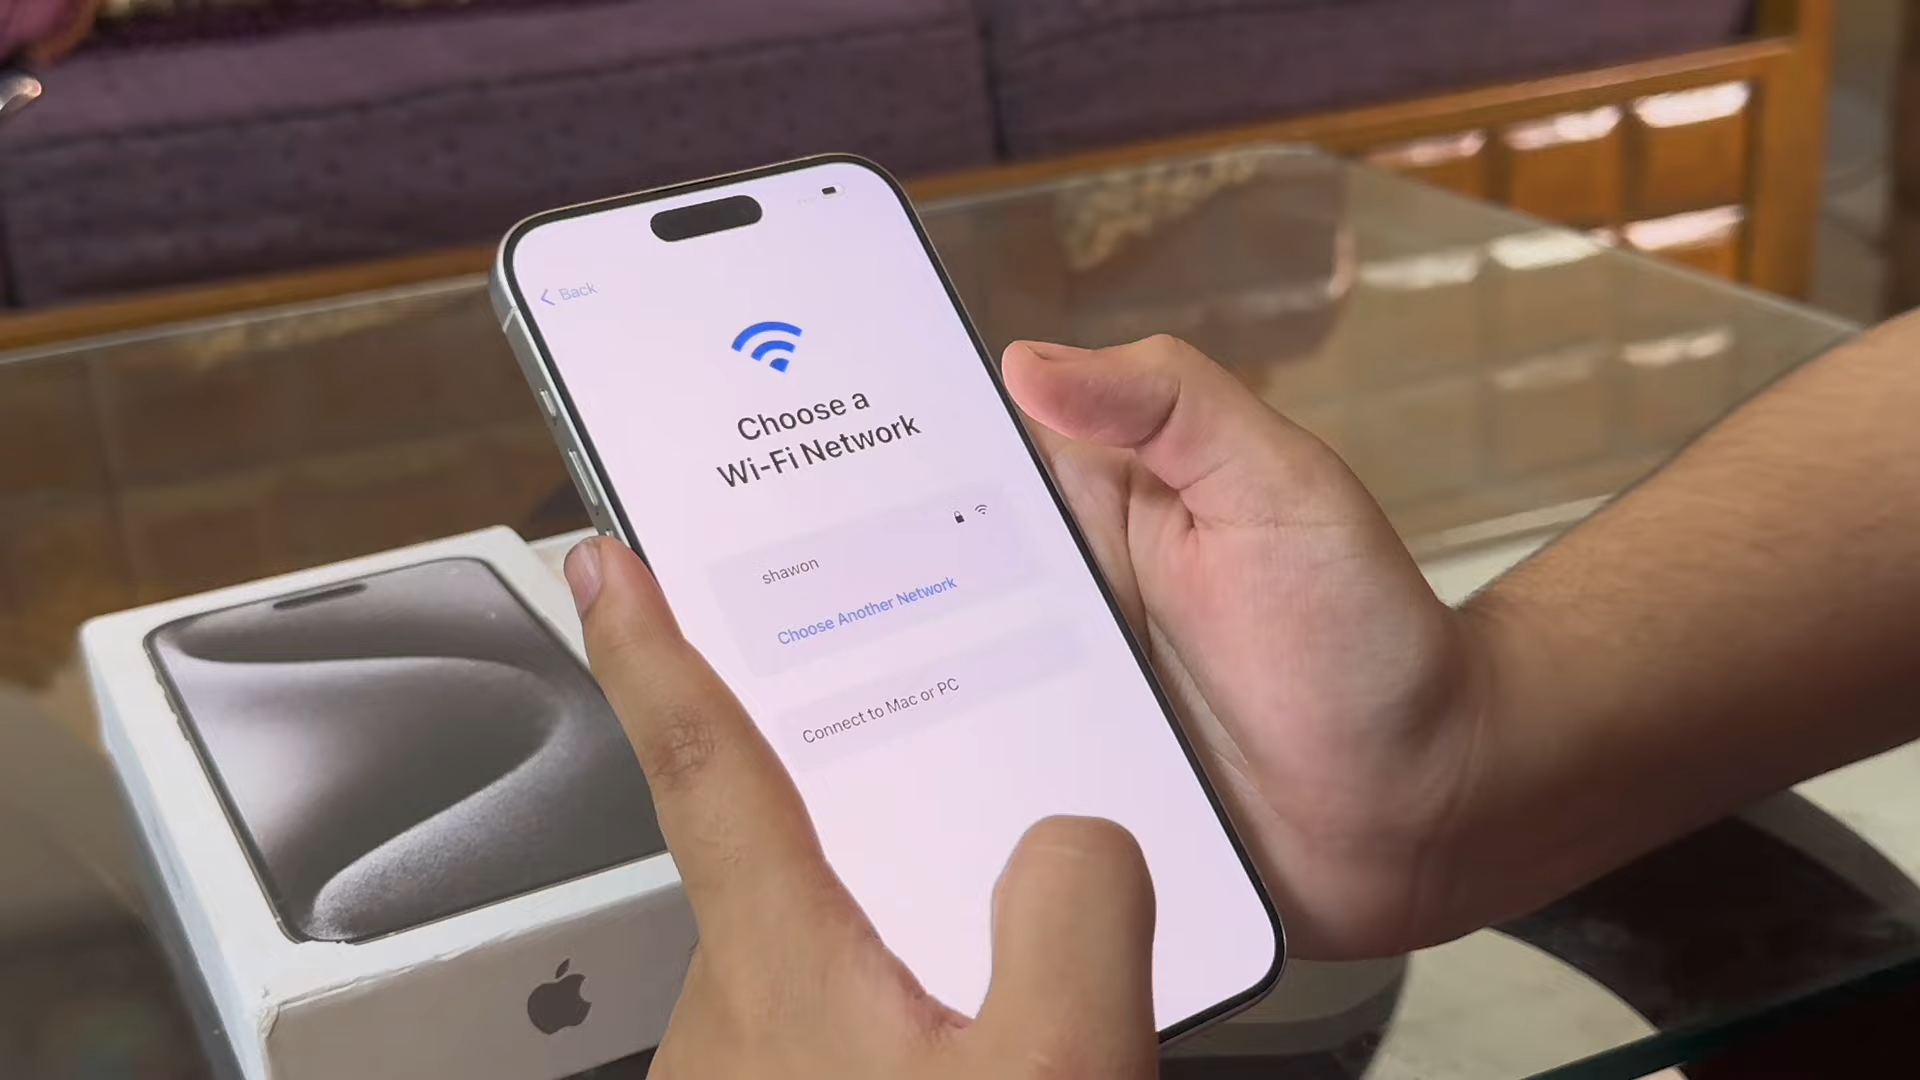 Back
Choose a
Wi-Fi Network
shawon
Choose Another Network
Connect to Mac or PC